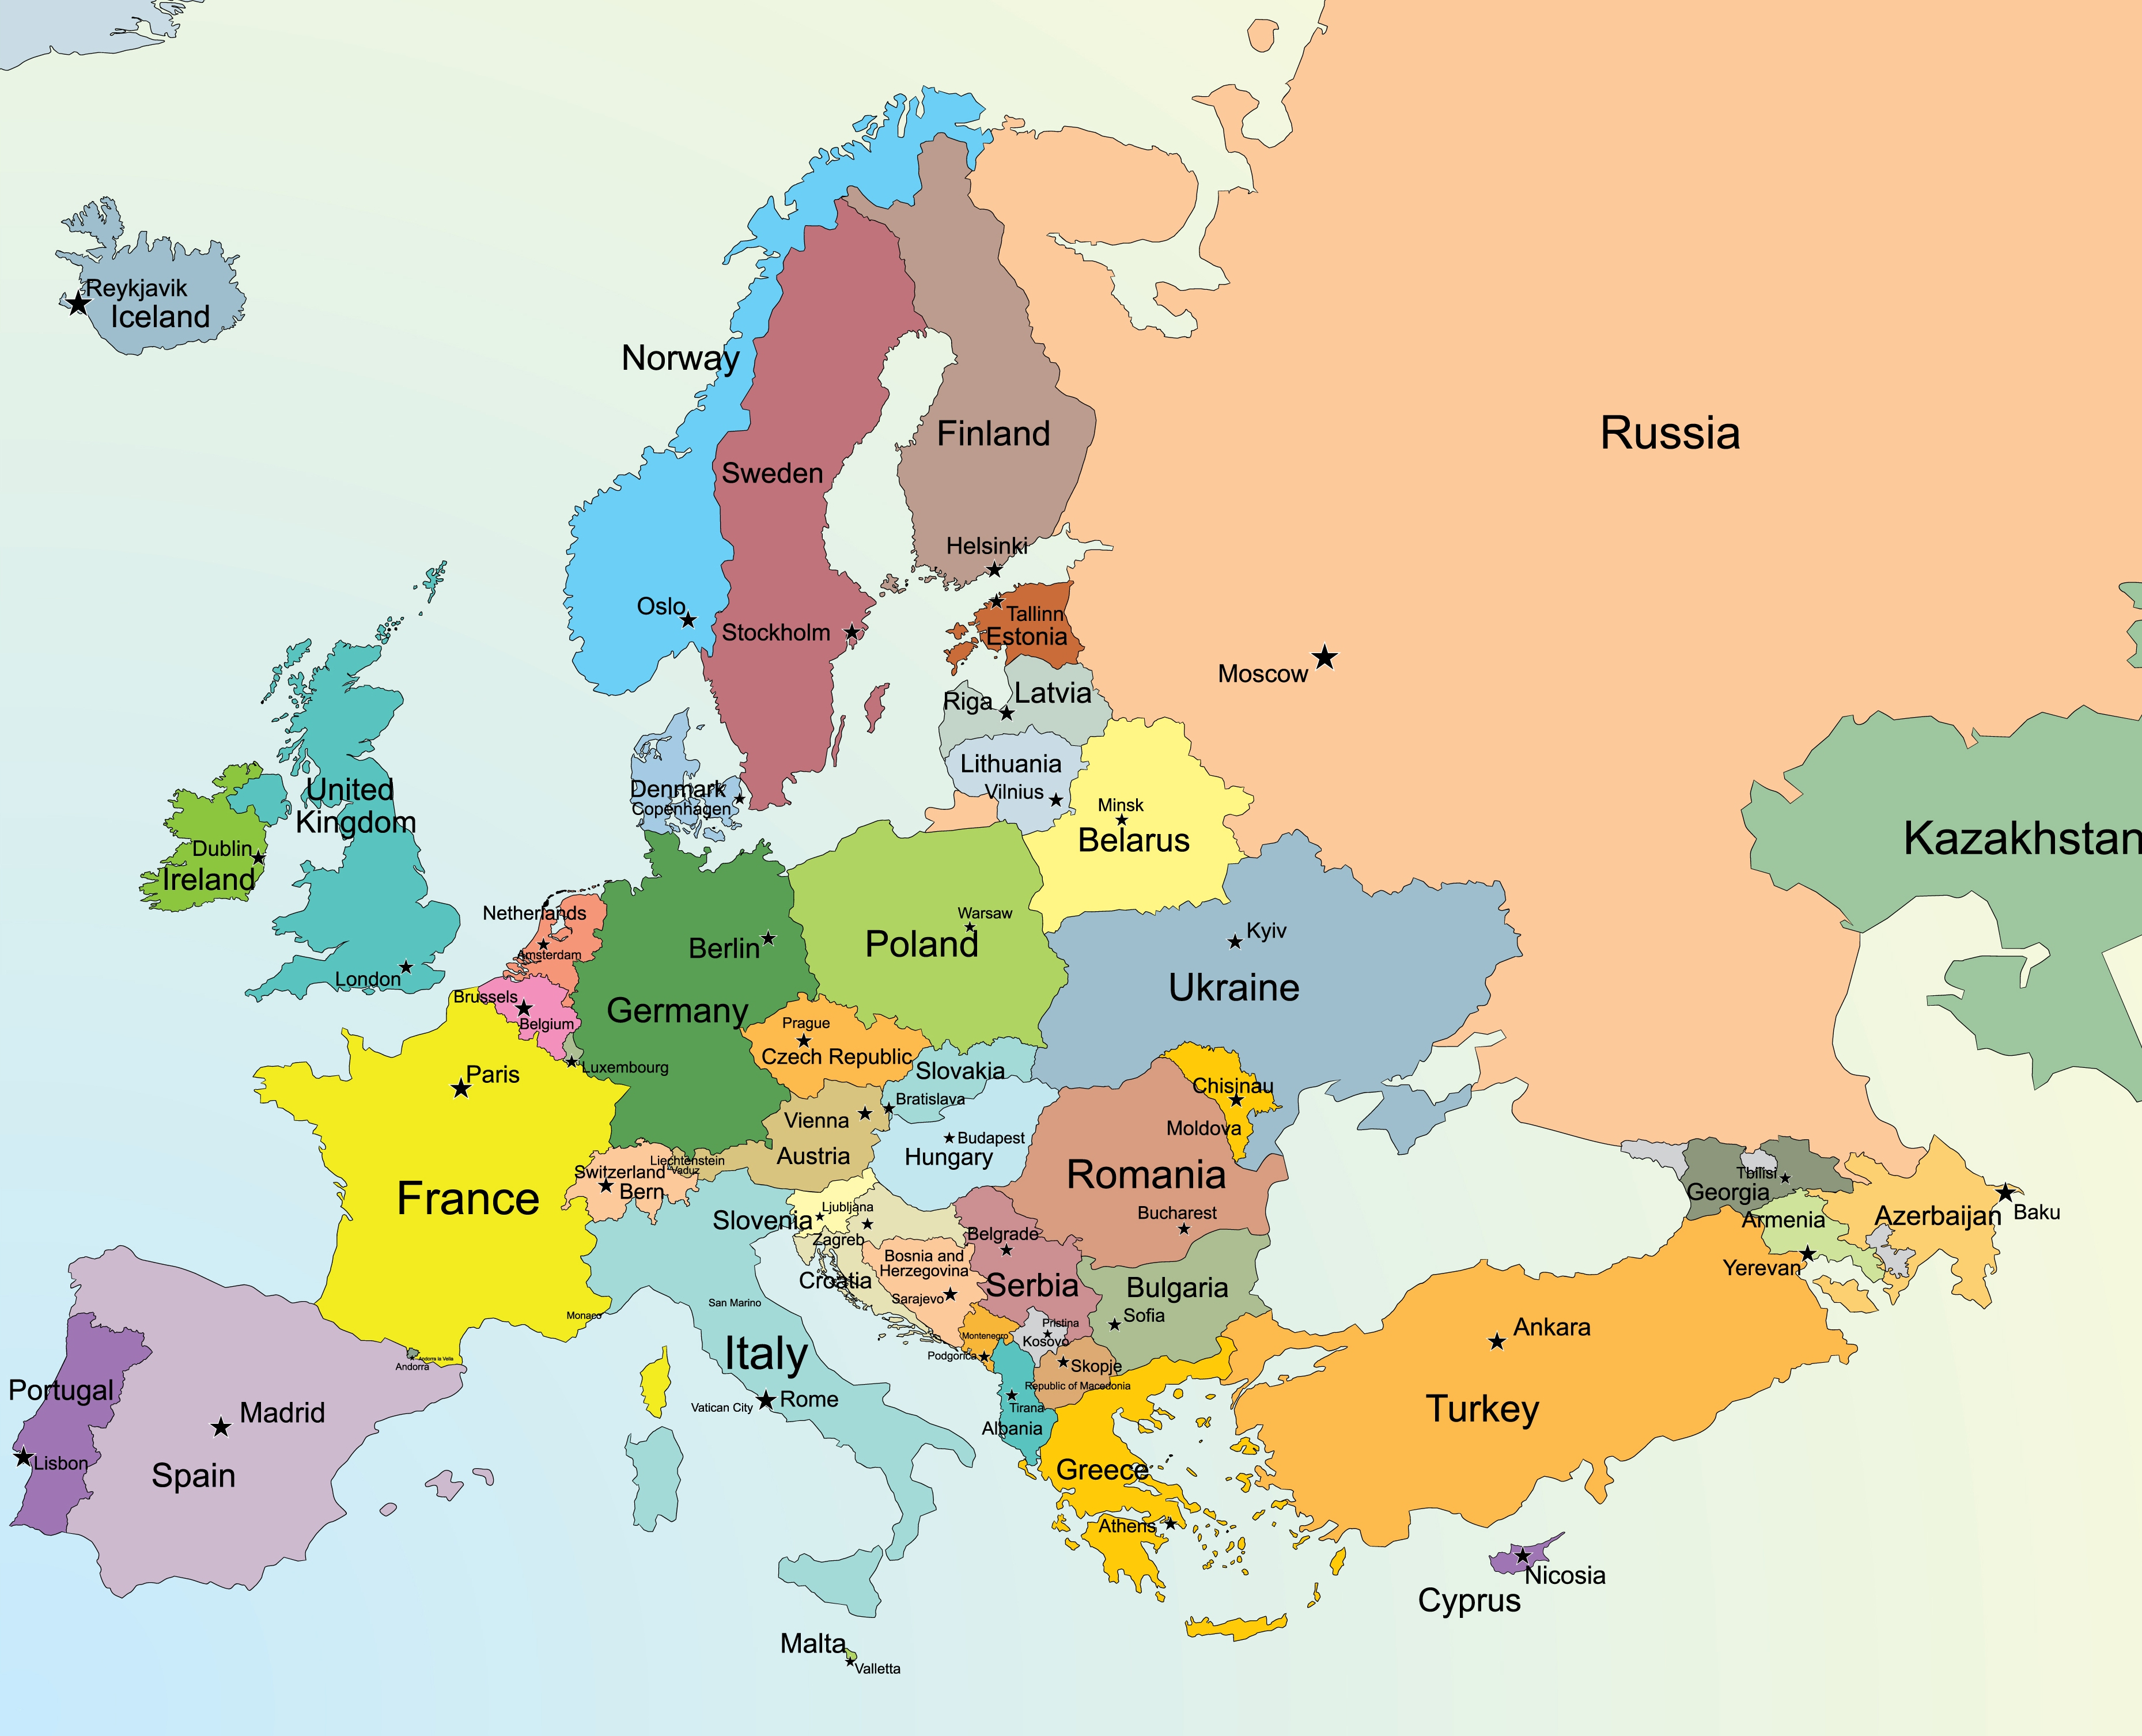 Reykjavik
Iceland
Norway
Sweden
Finland
Russia
Helsinki
Oslo
Stockholm
Tallinn
Estonia
Moscow
Riga
Latvia
Lithuania
Vilnius
Denmark
Copenhagen
United
Kingdom
Minsk
Belarus
Kazakhstan
Dublin
Ireland
London
Netherlands
Amsterdam
Brussels
Belgium
Luxembourg
Berlin
Germany
Warsaw
Poland
Kyiv
Ukraine
Prague
Czech Republic
Slovakia
Bratislava
Paris
France
Vienna
Austria
Budapest
Hungary
Chisinau
Moldova
Liechtenstein
Vaduz
Switzerland
Bern
Romania
Bucharest
Slovenia
Ljubljana
Zagreb
Croatia
Bosnia and
Herzegovina
Sarajevo
Belgrade
Serbia
Bulgaria
Sofia
Tbilisi
Georgia
Armenia
Yerevan
Azerbaijan
Baku
Monaco
San Marino
Italy
Rome
Vatican City
Montenegro
Podgorica
Pristina
Kosovo
Skopje
Republic of Macedonia
Tirana
Albania
Greece
Athens
Ankara
Turkey
Andorra la Vella
Andorra
Portugal
Lisbon
Madrid
Spain
Malta
Valletta
Nicosia
Cyprus